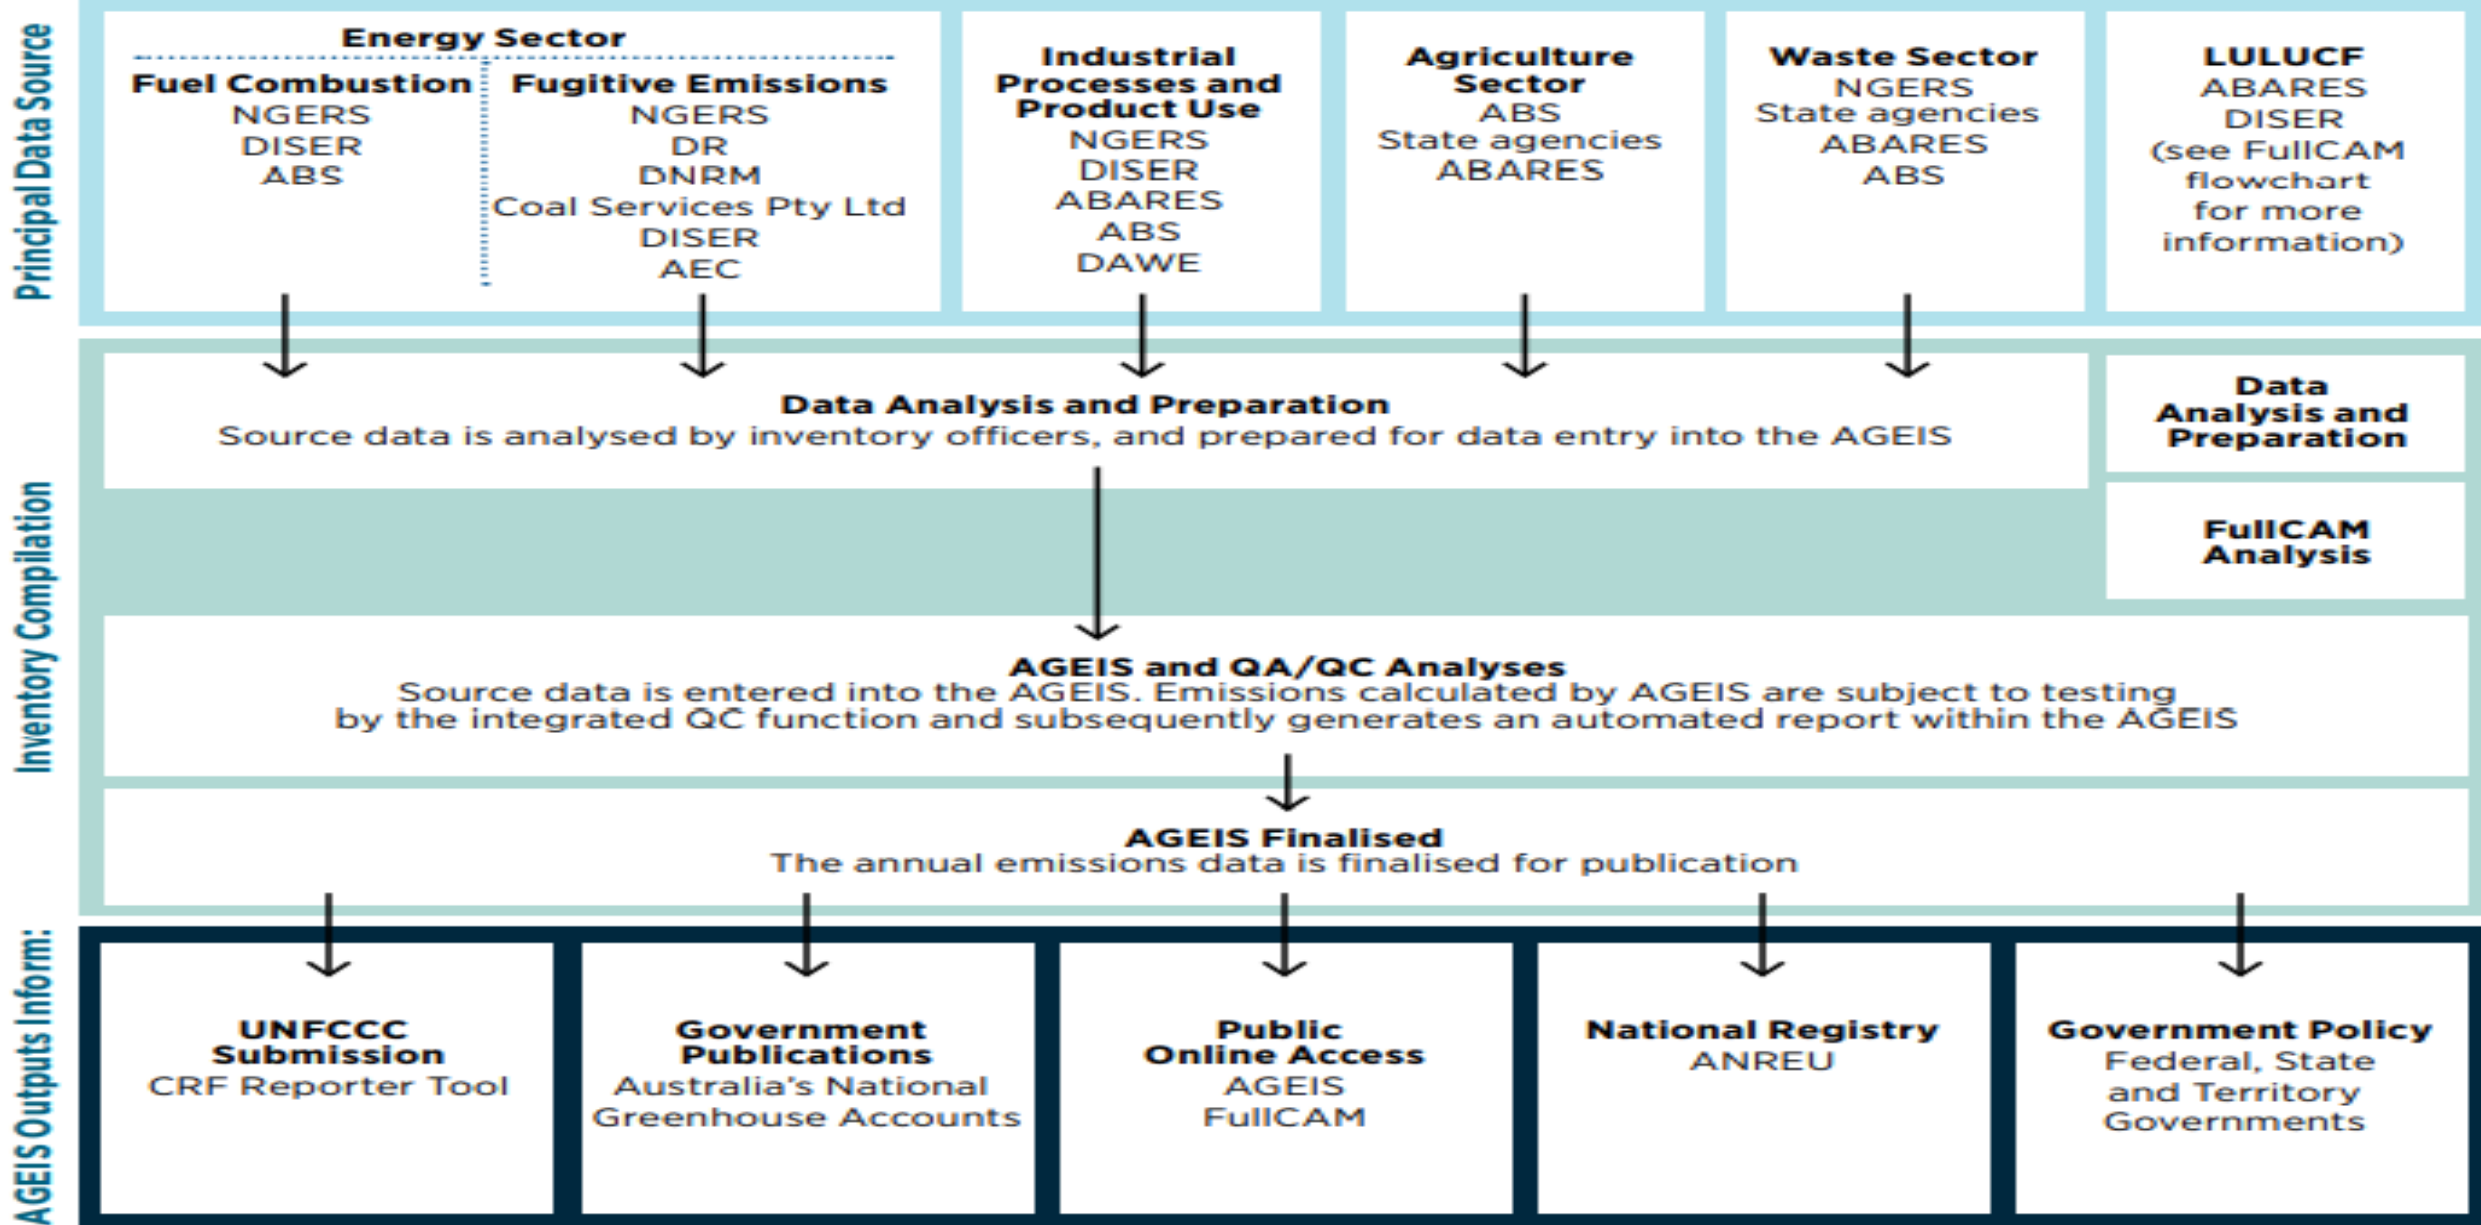 Principal Data Source
Energy Sector
Fuel Combustion
NGERS
DISER
ABS
Fugitive Emissions
NGERS
DR
DNRM
Coal Services Pty Ltd
DISER
AEC
Industrial
Processes and
Product Use
NGERS
DISER
ABARES
ABS
DAWE
Agriculture
Sector
ABS
State agencies
ABARES
Waste Sector
NGERS
State agencies
ABARES
ABS
LULUCF
ABARES
DISER
(see FullCAM
flowchart
for more
information)
Inventory Compilation
Data Analysis and Preparation
Source data is analysed by inventory officers, and prepared for data entry into the AGEIS
Data
Analysis and
Preparation
FullCAM
Analysis
AGEIS and QA/QC Analyses
Source data is entered into the AGEIS. Emissions calculated by AGEIS are subject to testing
by the integrated QC function and subsequently generates an automated report within the AGEIS
AGEIS Finalised
The annual emissions data is finalised for publication
AGEIS Outputs Inform:
UNFCCC
Submission
CRF Reporter Tool
Government
Publications
Australia's National
Greenhouse Accounts
Public
Online Access
AGEIS
FullCAM
National Registry
ANREU
Government Policy
Federal, State
and Territory
Governments